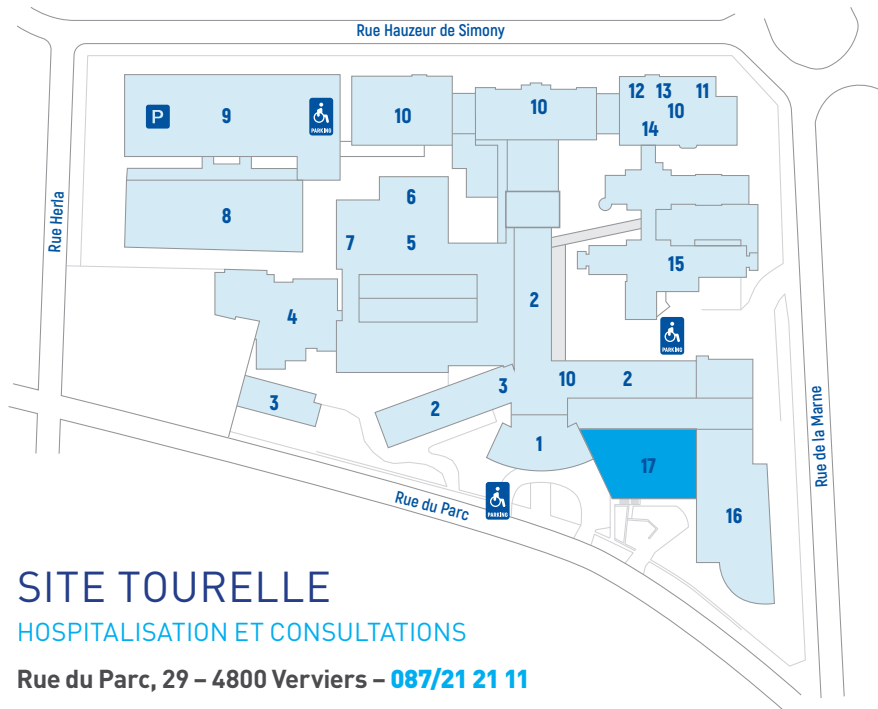 Rue Hauzeur de Simony
12 13 11
P 9 PARKING 10 10 10
14
Rue Herla
6
8
7 5
15
2
4
PARKING
3 10 2
3 2
Rue de la Marne
1
17
Rue du Parc
PARKING
16
SITE TOURELLE
HOSPITALISATION ET CONSULTATIONS
Rue du Parc, 29 – 4800 Verviers – 087/21 21 11